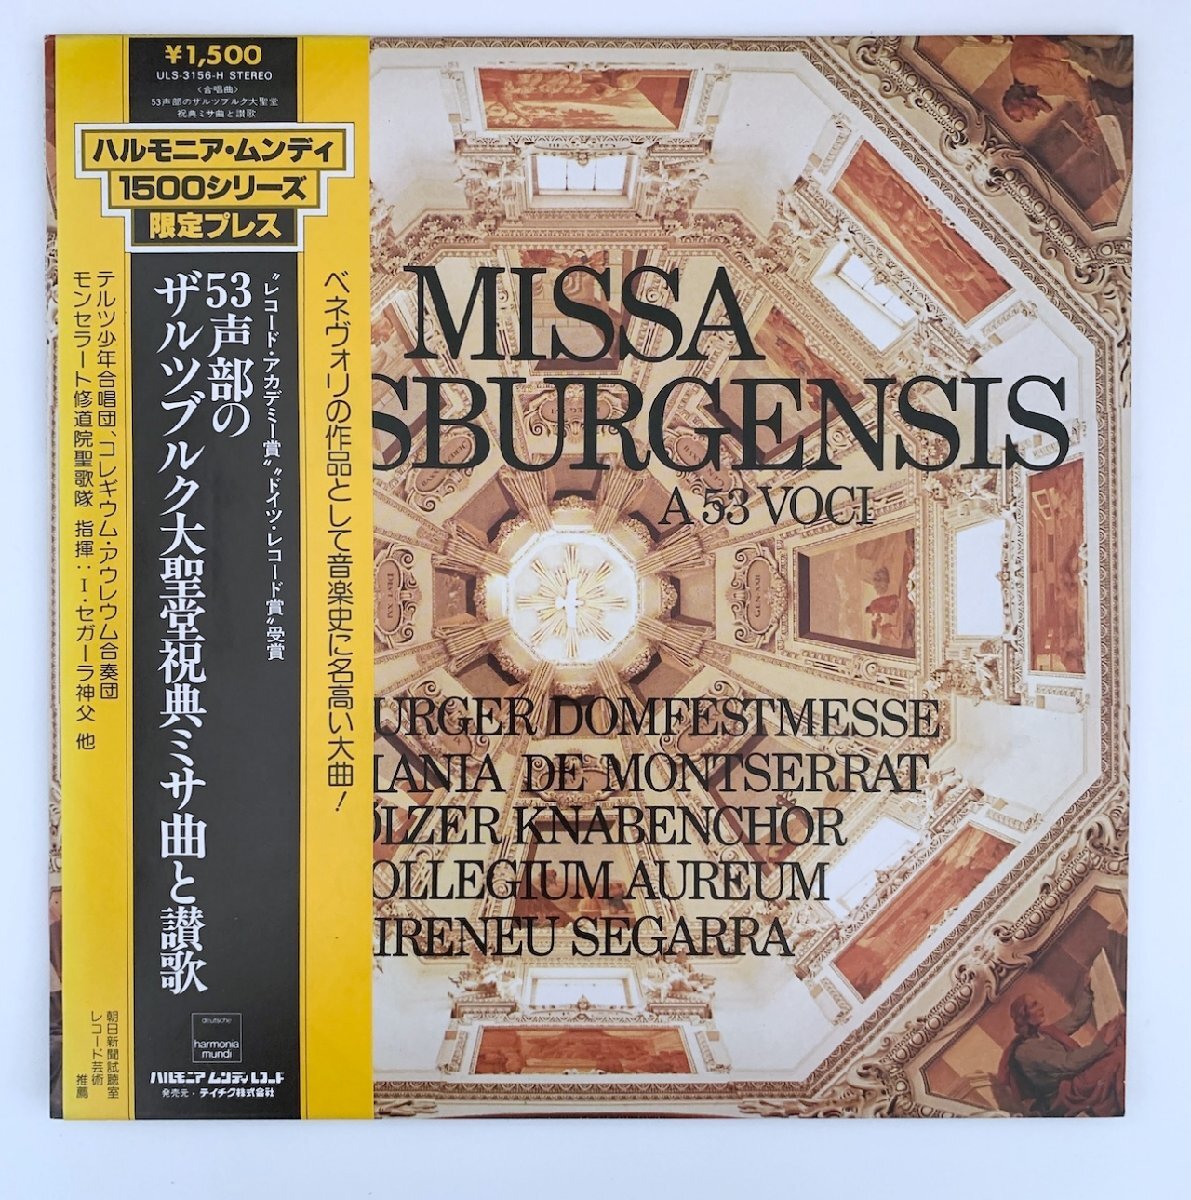 ¥1,500
ULS-3156-H STEREO
〈合唱曲〉
53声部のザルツブルク大聖堂
祝典ミサ曲と讃歌
ハルモニア・ムンディ
1500シリーズ
限定プレス
ベネヴォリの作品として音楽史に名高い大曲!
"レコード・アカデミー賞""ドイツ・レコード賞"受賞
53声部の
ザルツブルク大聖堂祝典ミサ曲と讃歌
テルツ少年合唱団、コレギウム・アウレウム合奏団
モンセラート修道院聖歌隊 指揮:I・セガーラ神父 他
朝日新聞試聴室
レコード芸術 推薦
deutsche
harmonia
mundi
ハルモニア ムンディ レコード
発売元・テイチク株式会社
MISSA
SBURGENSIS
A 53 VOCI
URGER DOMFESTMESSE
ANIA DE MONTSERRAT
ÖLZER KNABENCHOR
OLLEGIUM AUREUM
IRENEU SEGARRA